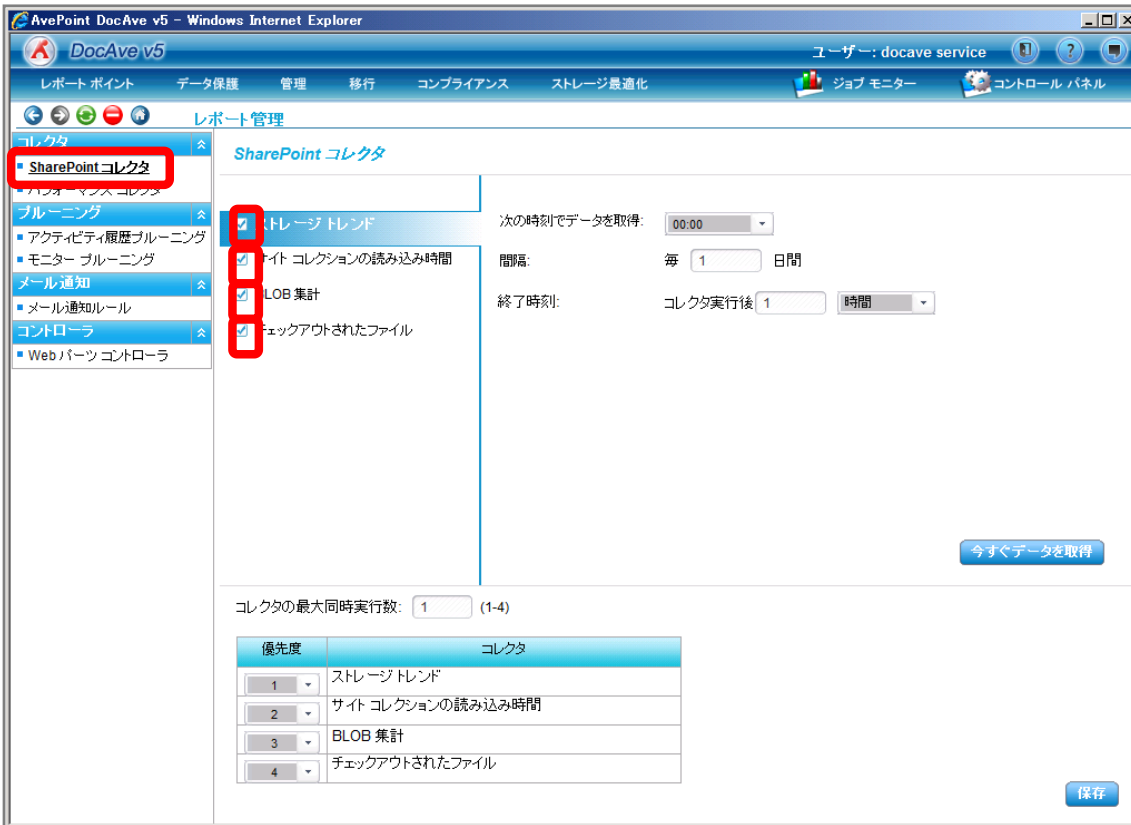 AvePoint DocAve v5 - Windows Internet Explorer
DocAve v5
ユーザー: docave service
レポート ポイント データ保護 管理 移行 コンプライアンス ストレージ最適化 ジョブ モニター コントロール パネル
レポート管理
コレクタ
SharePoint コレクタ
パフォーマンス コレクタ
プルーニング
アクティビティ履歴プルーニング
モニター プルーニング
メール通知
メール通知ルール
コントローラ
Web パーツ コントローラ
SharePoint コレクタ
ストレージ トレンド
サイト コレクションの読み込み時間
BLOB 集計
チェックアウトされたファイル
次の時刻でデータを取得: 00:00
間隔: 毎 1 日間
終了時刻: コレクタ実行後 1 時間
今すぐデータを取得
コレクタの最大同時実行数: 1 (1-4)
優先度 コレクタ
1 ストレージ トレンド
2 サイト コレクションの読み込み時間
3 BLOB 集計
4 チェックアウトされたファイル
保存